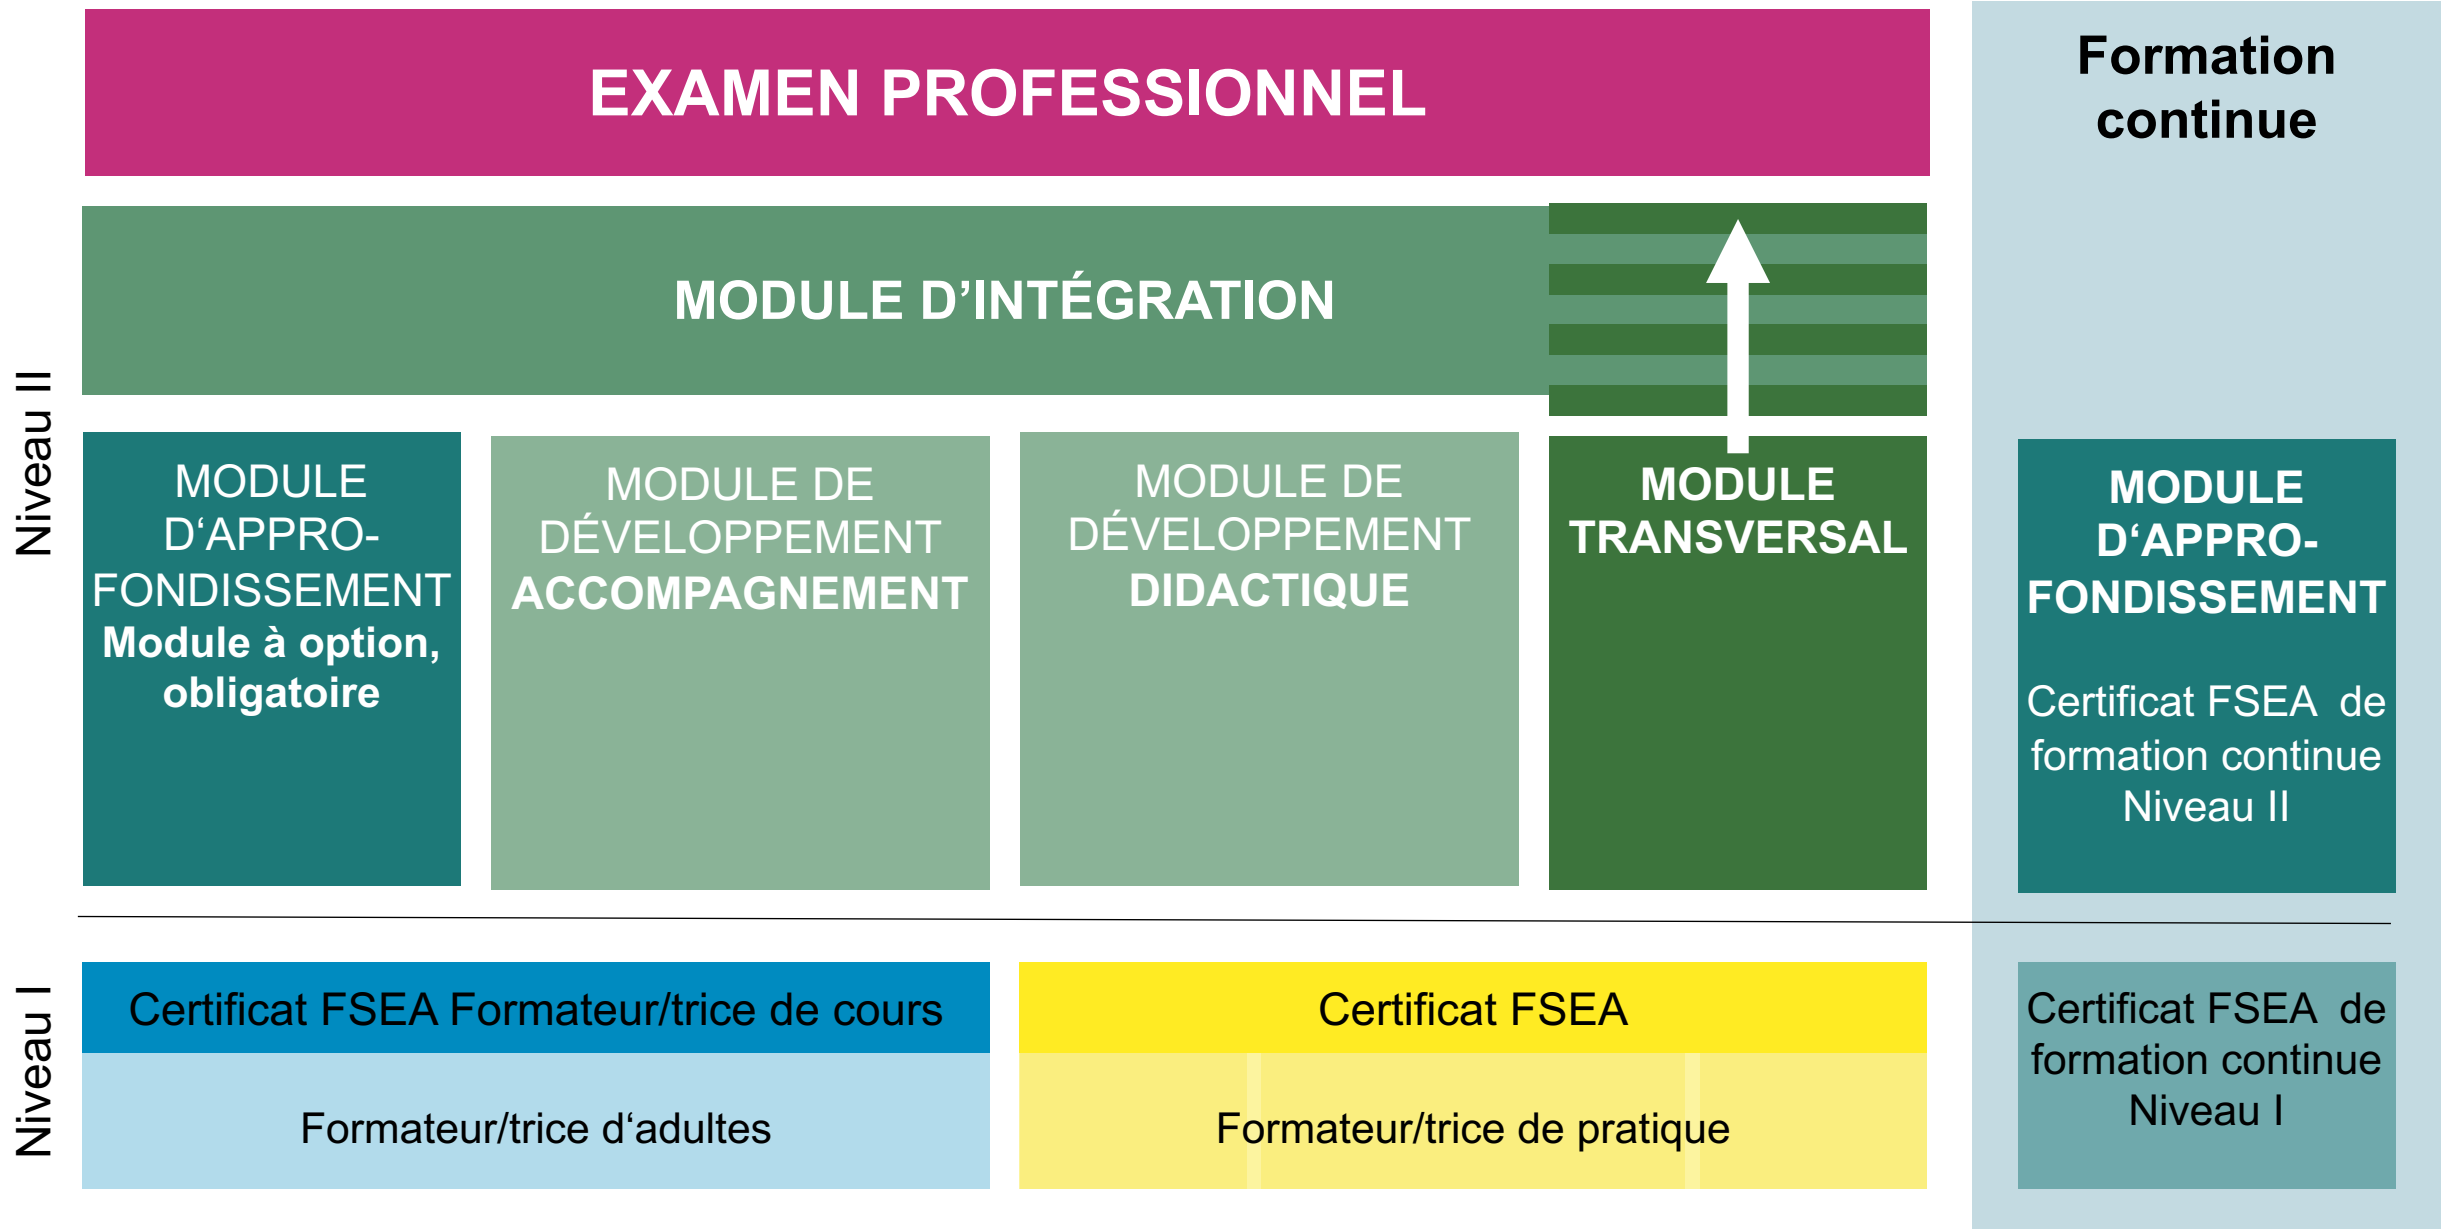 EXAMEN PROFESSIONNEL
Formation
continue
MODULE D’INTÉGRATION
Niveau II
MODULE
D‘APPRO-
FONDISSEMENT
Module à option,
obligatoire
MODULE DE
DÉVELOPPEMENT
ACCOMPAGNEMENT
MODULE DE
DÉVELOPPEMENT
DIDACTIQUE
MODULE
TRANSVERSAL
MODULE
D‘APPRO-
FONDISSEMENT
Certificat FSEA de
formation continue
Niveau II
Niveau I
Certificat FSEA Formateur/trice de cours
Formateur/trice d‘adultes
Certificat FSEA
Formateur/trice de pratique
Certificat FSEA de
formation continue
Niveau I